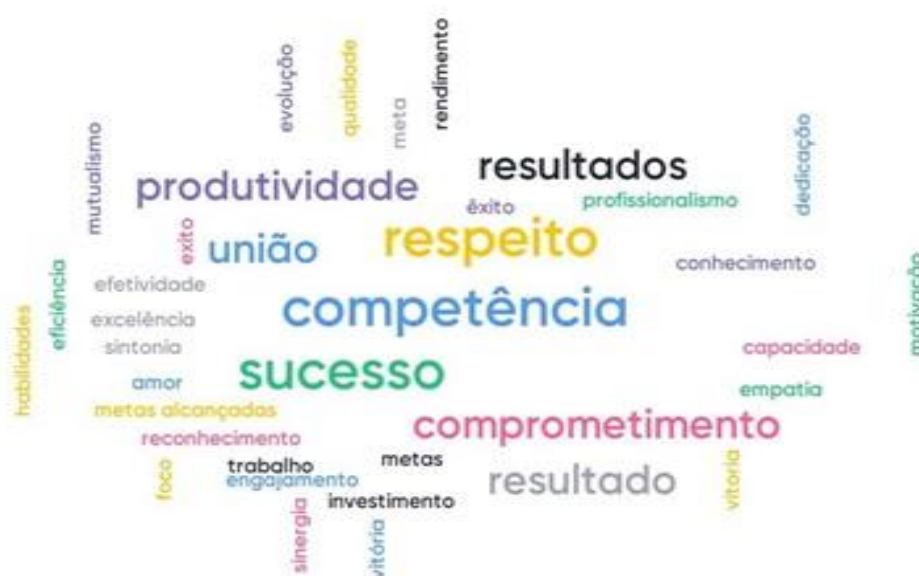 evolução
qualidade
meta
rendimento
mutualismo
produtividade
resultados
dedicação
êxito
profissionalismo
exito
união
respeito
conhecimento
efetividade
eficiência
motivação
competência
excelência
habilidades
sintonia
capacidade
amor
sucesso
empatia
metas alcançadas
comprometimento
reconhecimento
foco
trabalho
metas
engajamento
resultado
vitoria
investimento
sinergia
vitória